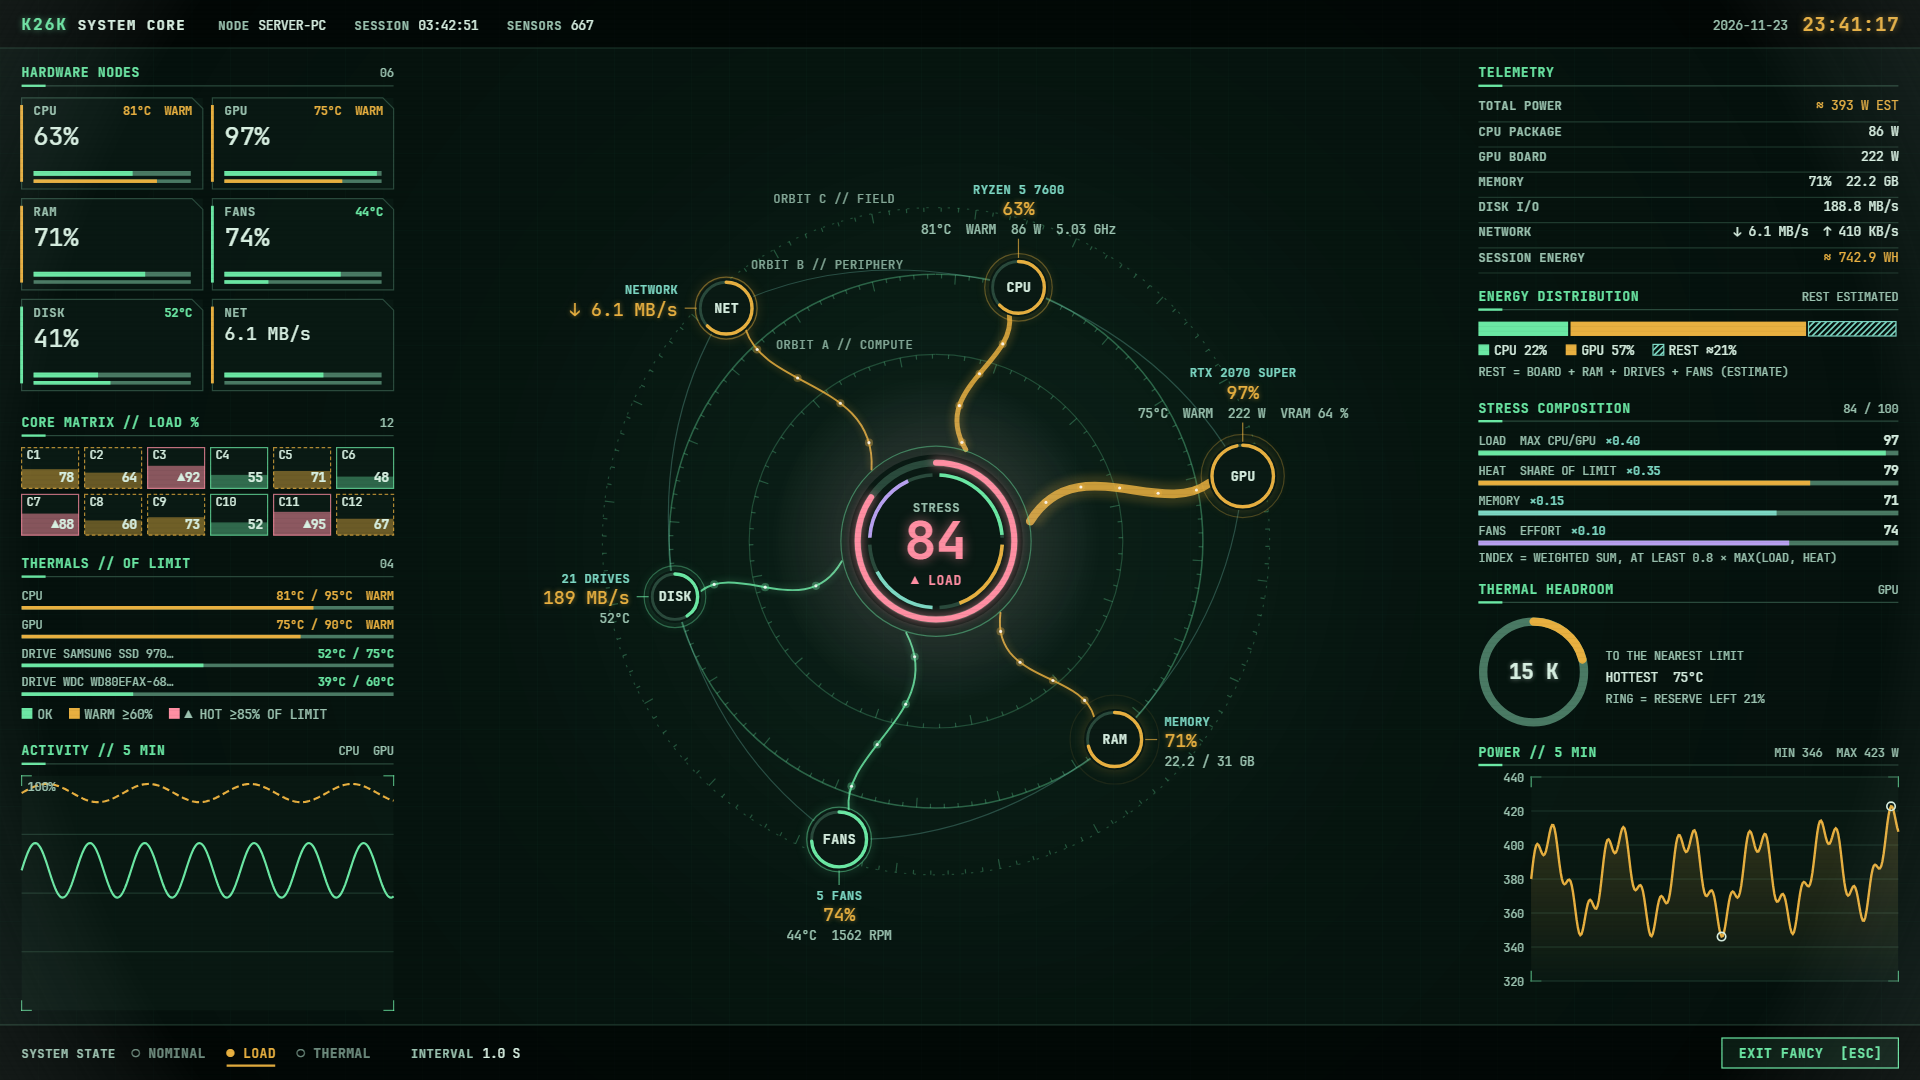 K26K SYSTEM CORE NODE SERVER-PC SESSION 03:42:51 SENSORS 667 2026-11-23 23:41:17
HARDWARE NODES 06
CPU 81°C WARM
63%
GPU 75°C WARM
97%
RAM
71%
FANS 44°C
74%
DISK 52°C
41%
NET
6.1 MB/s
CORE MATRIX // LOAD % 12
C1 78
C2 64
C3 ▲92
C4 55
C5 71
C6 48
C7 ▲88
C8 60
C9 73
C10 52
C11 ▲95
C12 67
THERMALS // OF LIMIT 04
CPU 81°C / 95°C WARM
GPU 75°C / 90°C WARM
DRIVE SAMSUNG SSD 970… 52°C / 75°C
DRIVE WDC WD80EFAX-68… 39°C / 60°C
OK WARM ≥60% ▲ HOT ≥85% OF LIMIT
ACTIVITY // 5 MIN CPU GPU
100%
ORBIT C // FIELD
ORBIT B // PERIPHERY
ORBIT A // COMPUTE
RYZEN 5 7600
63%
81°C WARM 86 W 5.03 GHz
CPU
NETWORK
↓ 6.1 MB/s
NET
RTX 2070 SUPER
97%
75°C WARM 222 W VRAM 64 %
GPU
STRESS
84
▲ LOAD
21 DRIVES
189 MB/s
52°C
DISK
MEMORY
71%
22.2 / 31 GB
RAM
FANS
5 FANS
74%
44°C 1562 RPM
TELEMETRY
TOTAL POWER ≈ 393 W EST
CPU PACKAGE 86 W
GPU BOARD 222 W
MEMORY 71% 22.2 GB
DISK I/O 188.8 MB/s
NETWORK ↓ 6.1 MB/s ↑ 410 KB/s
SESSION ENERGY ≈ 742.9 WH
ENERGY DISTRIBUTION REST ESTIMATED
CPU 22% GPU 57% REST ≈21%
REST = BOARD + RAM + DRIVES + FANS (ESTIMATE)
STRESS COMPOSITION 84 / 100
LOAD MAX CPU/GPU ×0.40 97
HEAT SHARE OF LIMIT ×0.35 79
MEMORY ×0.15 71
FANS EFFORT ×0.10 74
INDEX = WEIGHTED SUM, AT LEAST 0.8 × MAX(LOAD, HEAT)
THERMAL HEADROOM GPU
15 K
TO THE NEAREST LIMIT
HOTTEST 75°C
RING = RESERVE LEFT 21%
POWER // 5 MIN MIN 346 MAX 423 W
440
420
400
380
360
340
320
SYSTEM STATE NOMINAL LOAD THERMAL INTERVAL 1.0 S EXIT FANCY [ESC]